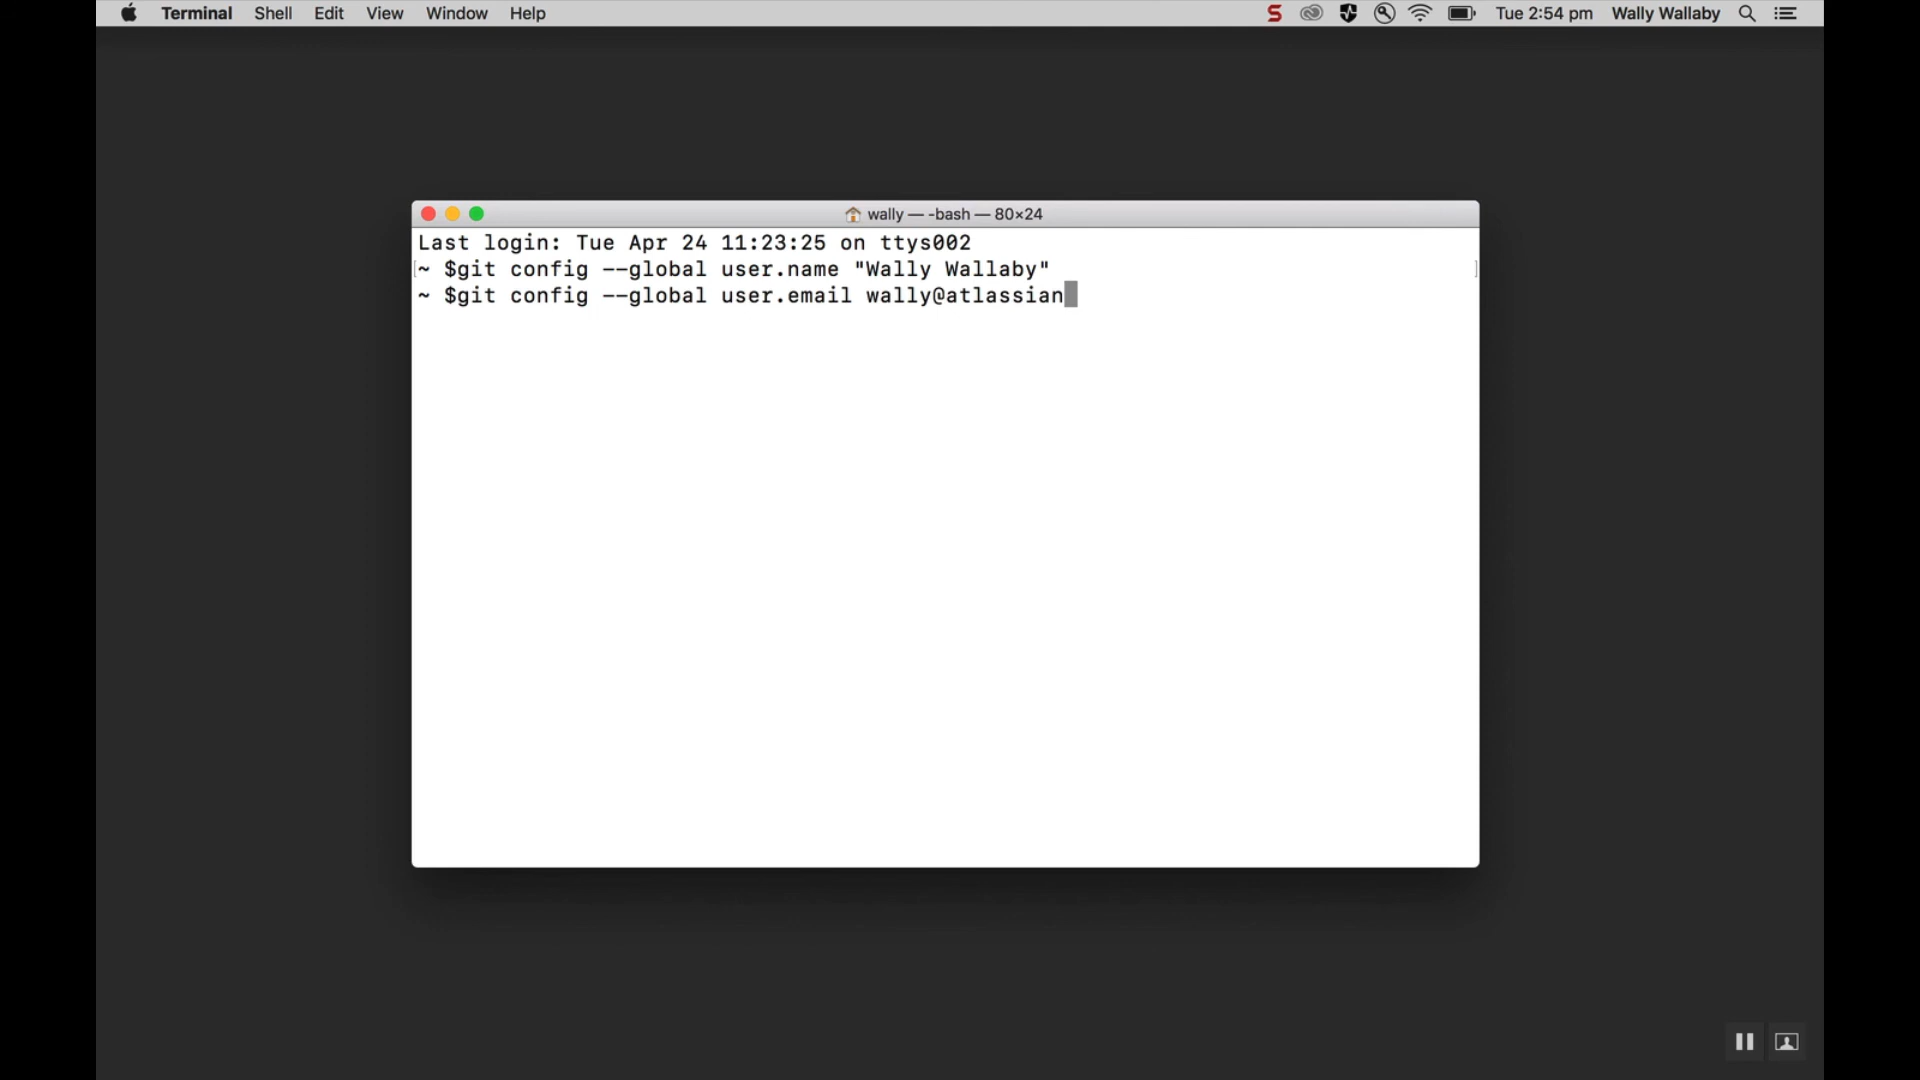 Terminal Shell Edit View Window Help Tue 2:54 pm Wally Wallaby
wally — -bash — 80×24
Last login: Tue Apr 24 11:23:25 on ttys002
~ $git config --global user.name "Wally Wallaby"
~ $git config --global user.email wally@atlassian